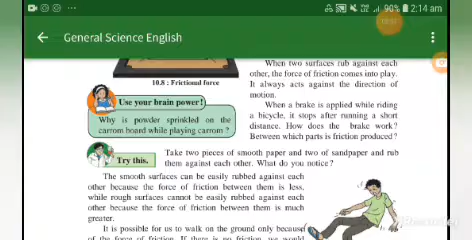 90% 2:14 am
General Science English
When two surfaces rub against each
other, the force of friction comes into play.
It always acts against the direction of
motion.
10.8 : Frictional force
Use your brain power!
Why is powder sprinkled on the
carrom board while playing carrom ?
When a brake is applied while riding
a bicycle, it stops after running a short
distance. How does the brake work?
Between which parts is friction produced?
Try this.
Take two pieces of smooth paper and two of sandpaper and rub
them against each other. What do you notice?
The smooth surfaces can be easily rubbed against each
other because the force of friction between them is less,
while rough surfaces cannot be easily rubbed against each
other because the force of friction between them is much
greater.
It is possible for us to walk on the ground only because
of the force of friction. If there is no friction, we would